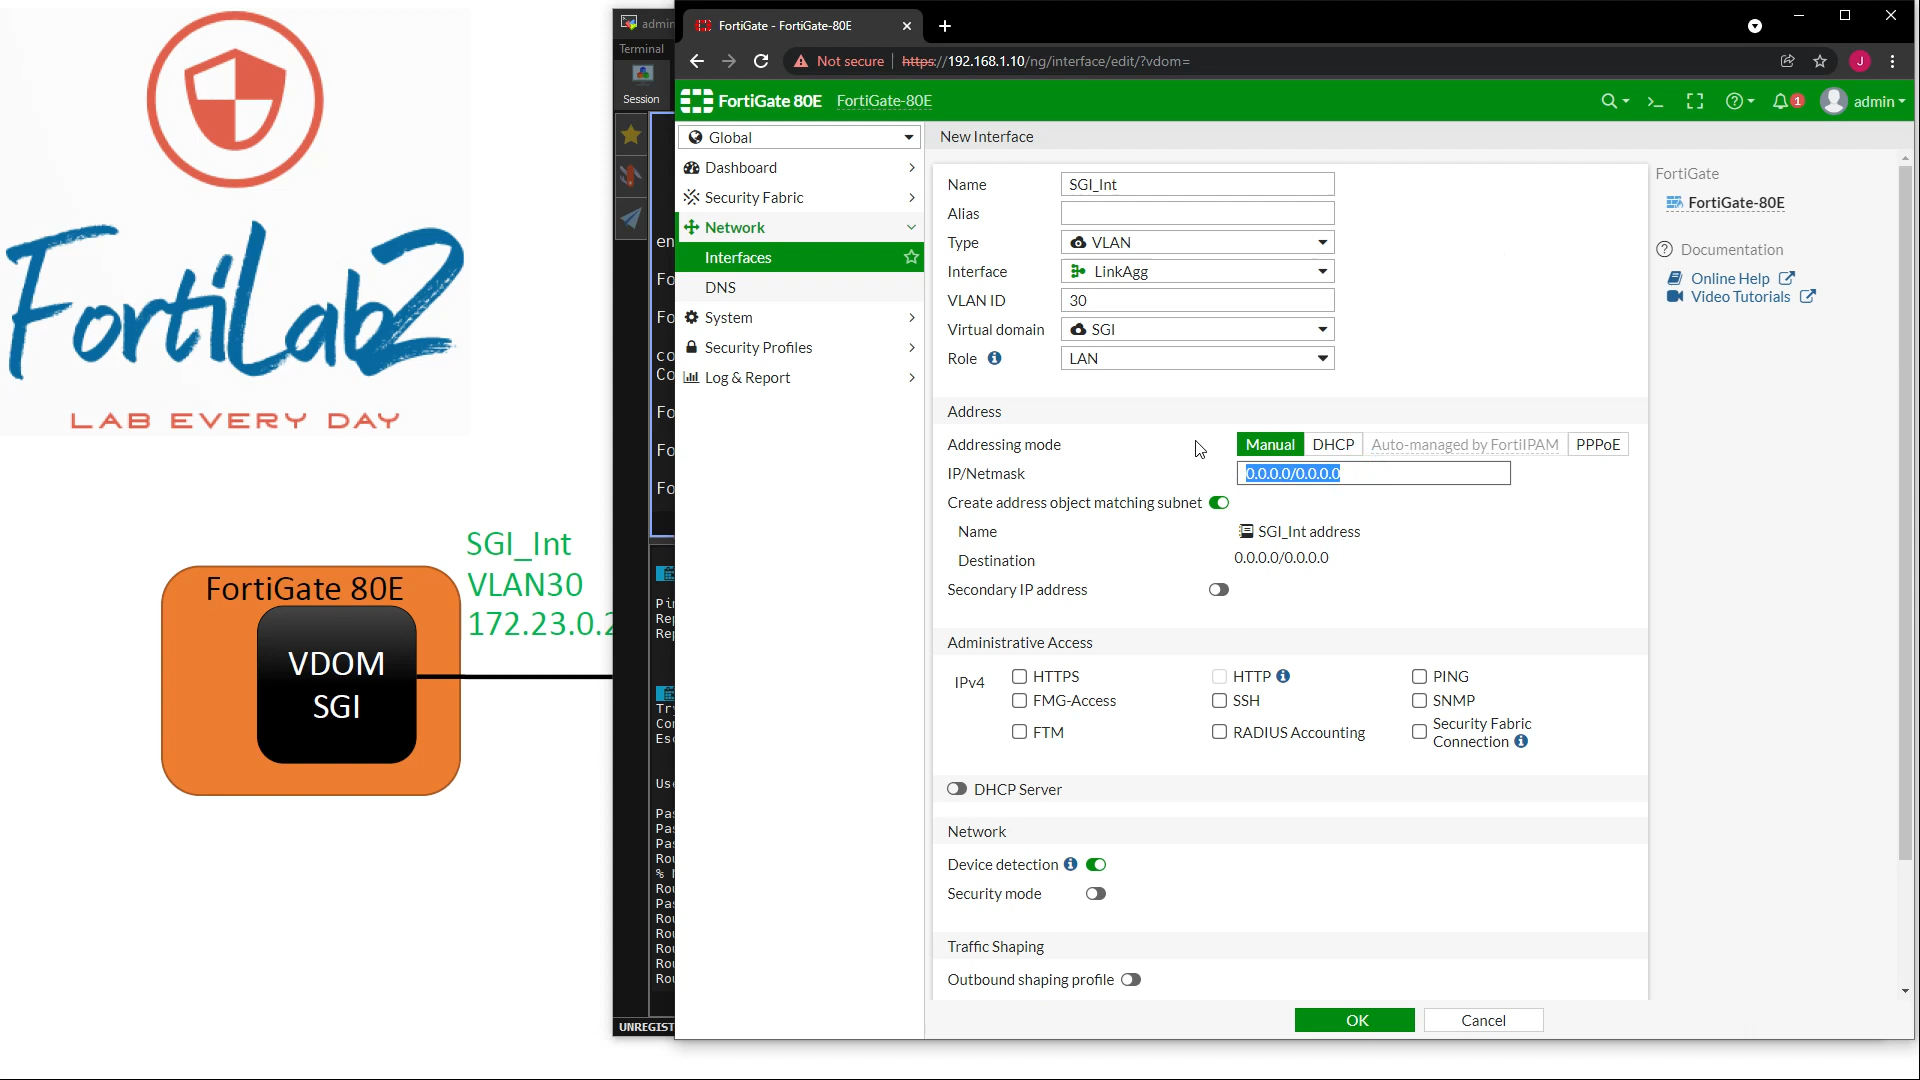 FortiLabz
LAB EVERY DAY
FortiGate 80E
VDOM
SGI
SGI_Int
VLAN30
172.23.0.2
admin
Terminal
Session
UNREGIST
FortiGate - FortiGate-80E
Not secure
https://192.168.1.10/ng/interface/edit/?vdom=
J
FortiGate 80E
FortiGate-80E
1
admin
Global
Dashboard
Security Fabric
Network
Interfaces
DNS
System
Security Profiles
Log & Report
New Interface
Name
SGI_Int
Alias
Type
VLAN
Interface
LinkAgg
VLAN ID
30
Virtual domain
SGI
Role
LAN
Address
Addressing mode
Manual
DHCP
Auto-managed by FortiIPAM
PPPoE
IP/Netmask
0.0.0.0/0.0.0.0
Create address object matching subnet
Name
SGI_Int address
Destination
0.0.0.0/0.0.0.0
Secondary IP address
Administrative Access
IPv4
HTTPS
HTTP
PING
FMG-Access
SSH
SNMP
FTM
RADIUS Accounting
Security Fabric
Connection
DHCP Server
Network
Device detection
Security mode
Traffic Shaping
Outbound shaping profile
OK
Cancel
FortiGate
FortiGate-80E
Documentation
Online Help
Video Tutorials